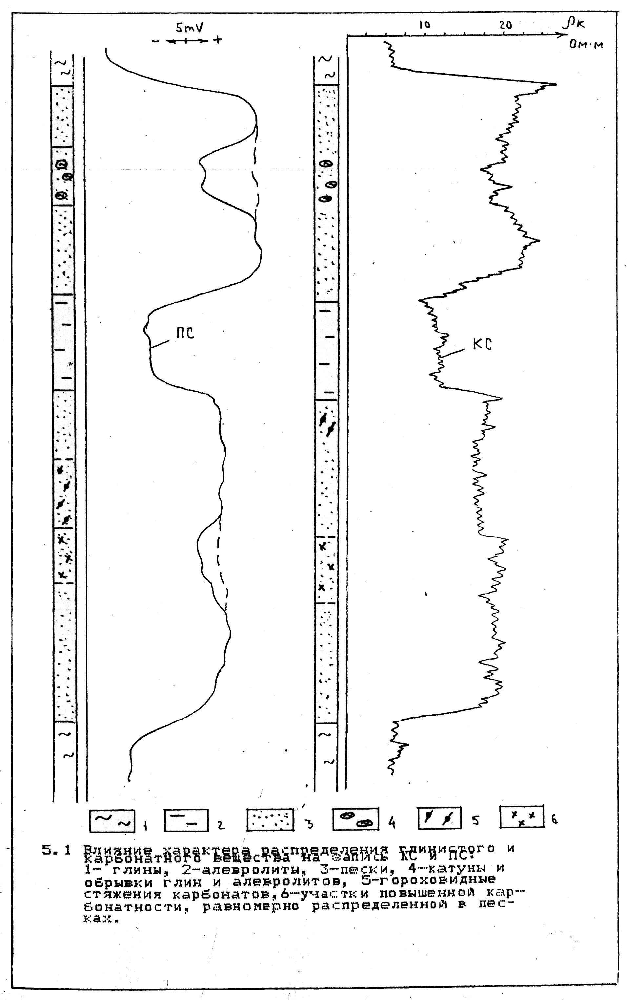 5mV
- +
10 20 ρк
Ом·м
ПС
КС
1 2 3 4 5 6
5.1 Влияние характера распределения глинистого и
карбонатного вещества на запись КС и ПС.
1- глины, 2-алевролиты, 3-пески, 4-катуны и
обрывки глин и алевролитов, 5-гороховидные
стяжения карбонатов,6-участки повышенной кар-
бонатности, равномерно распределенной в пес-
ках.